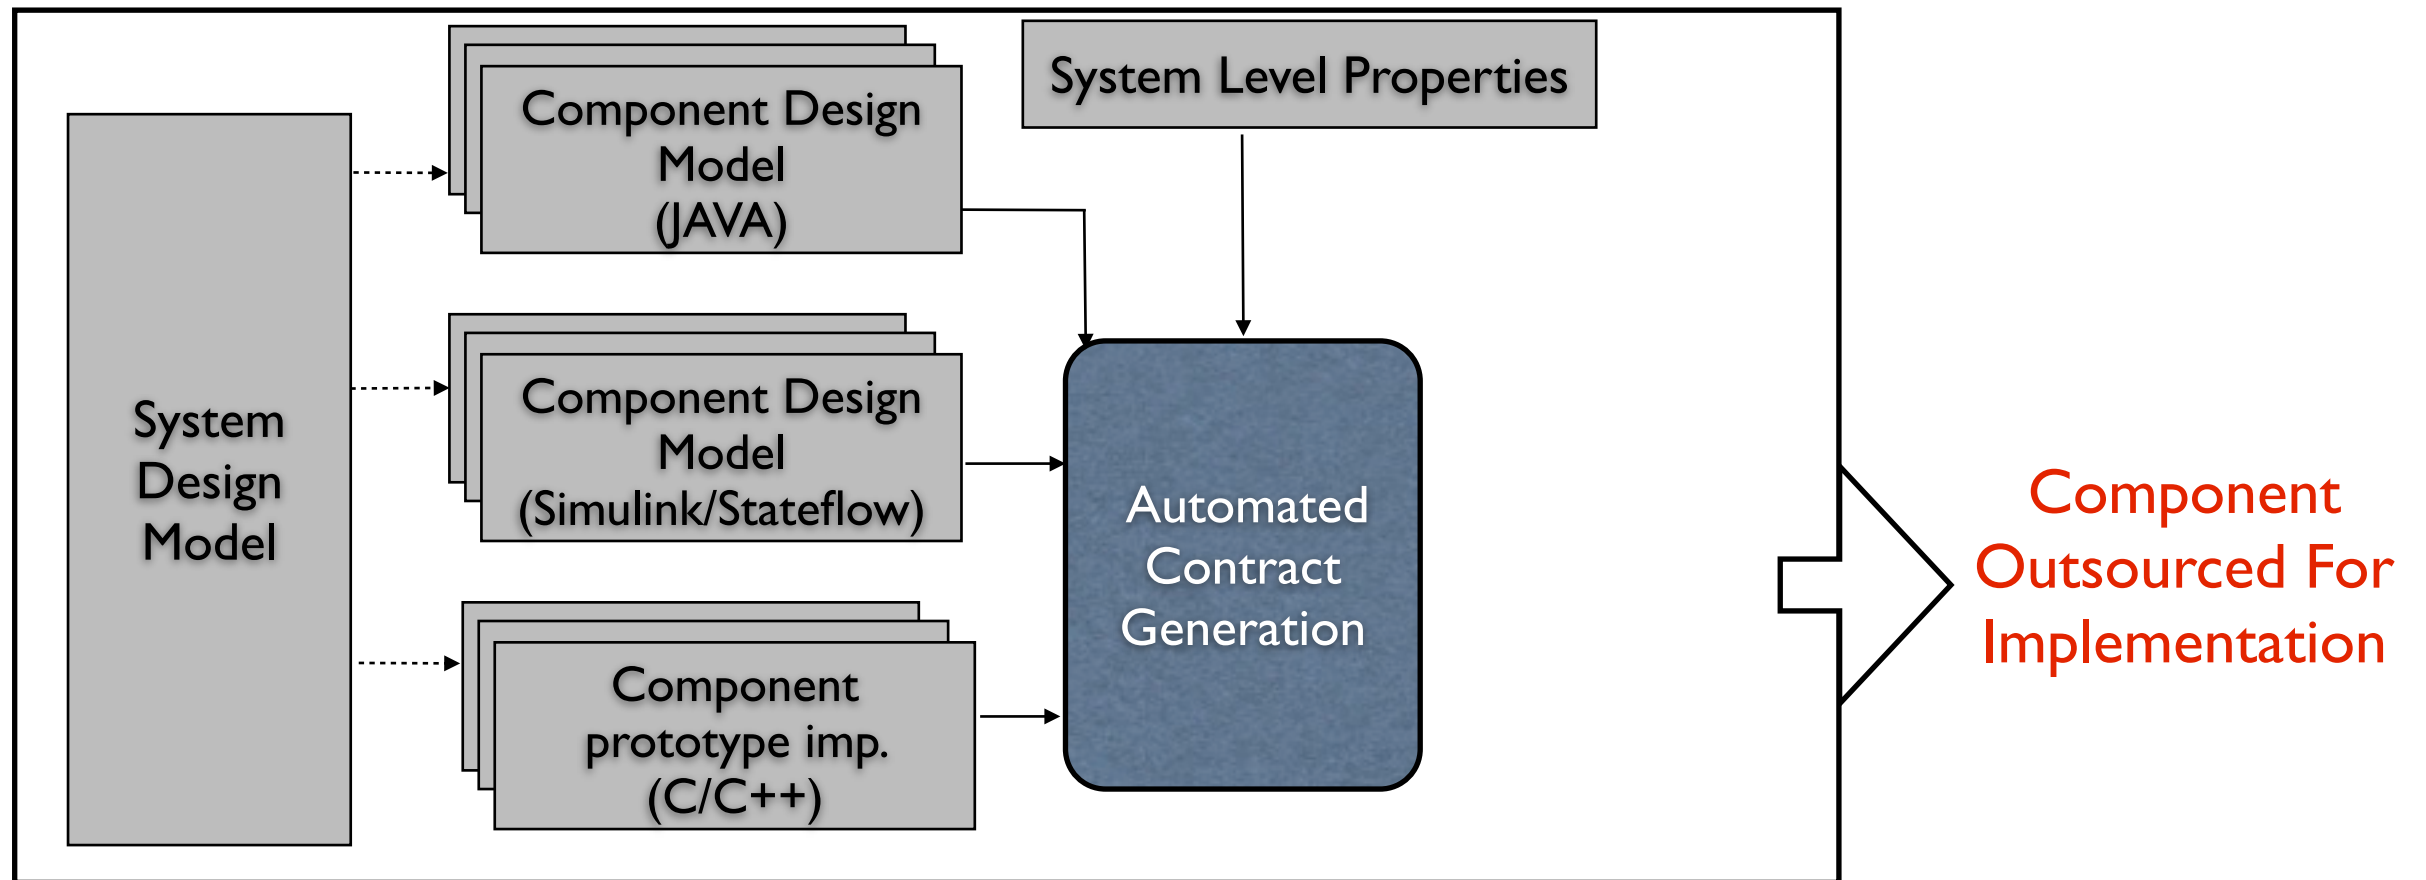 System
Design
Model
Component Design
Model
(JAVA)
Component Design
Model
(Simulink/Stateflow)
Component
prototype imp.
(C/C++)
System Level Properties
Automated
Contract
Generation
Component
Outsourced For
Implementation